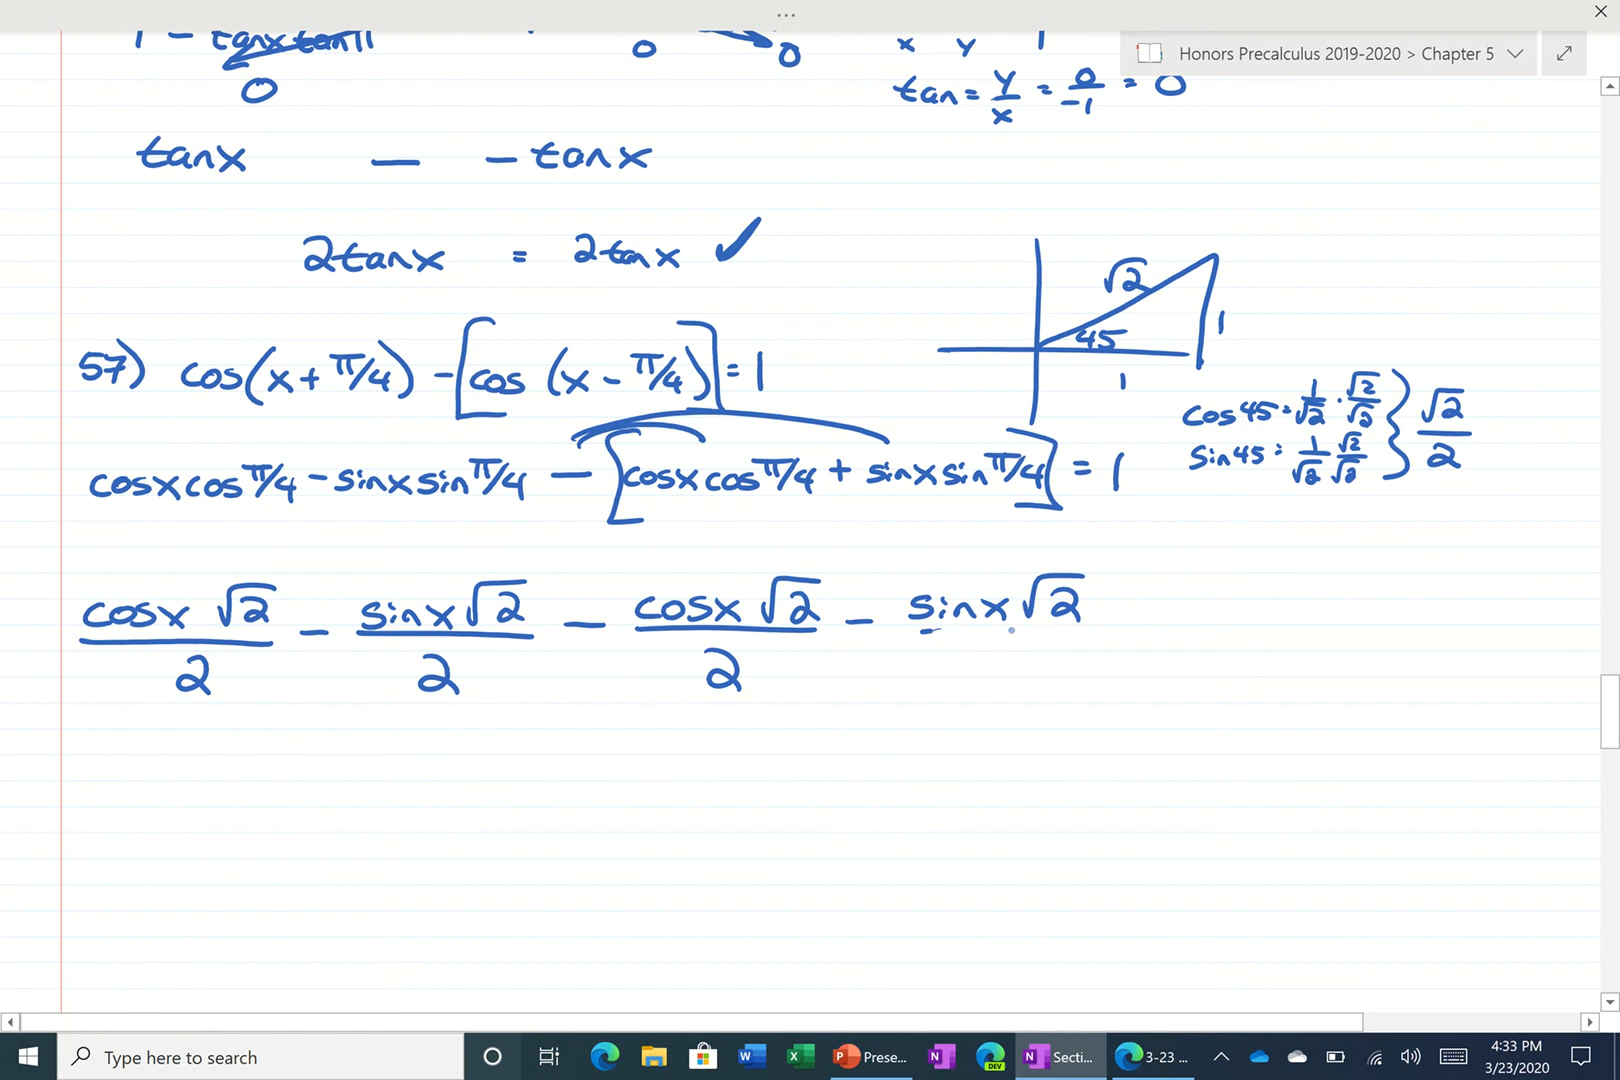 ...
Honors Precalculus 2019-2020 > Chapter 5
1 - tanx tanπ
0
0 0
x y 1
tan = y/x = 0/-1 = 0
tanx — - tanx
2tanx = 2tanx ✓
√2
45
1
1
57) cos(x + π/4) - [cos (x - π/4)] = 1
cos45 = 1/√2 · √2/√2 } √2/2
sin45 = 1/√2 √2/√2
cosx cos π/4 - sinx sin π/4 - [cosx cos π/4 + sinx sin π/4] = 1
cosx √2/2 - sinx √2/2 - cosx √2/2 - sinx √2
Type here to search
Prese...
Secti...
3-23 ...
4:33 PM
3/23/2020